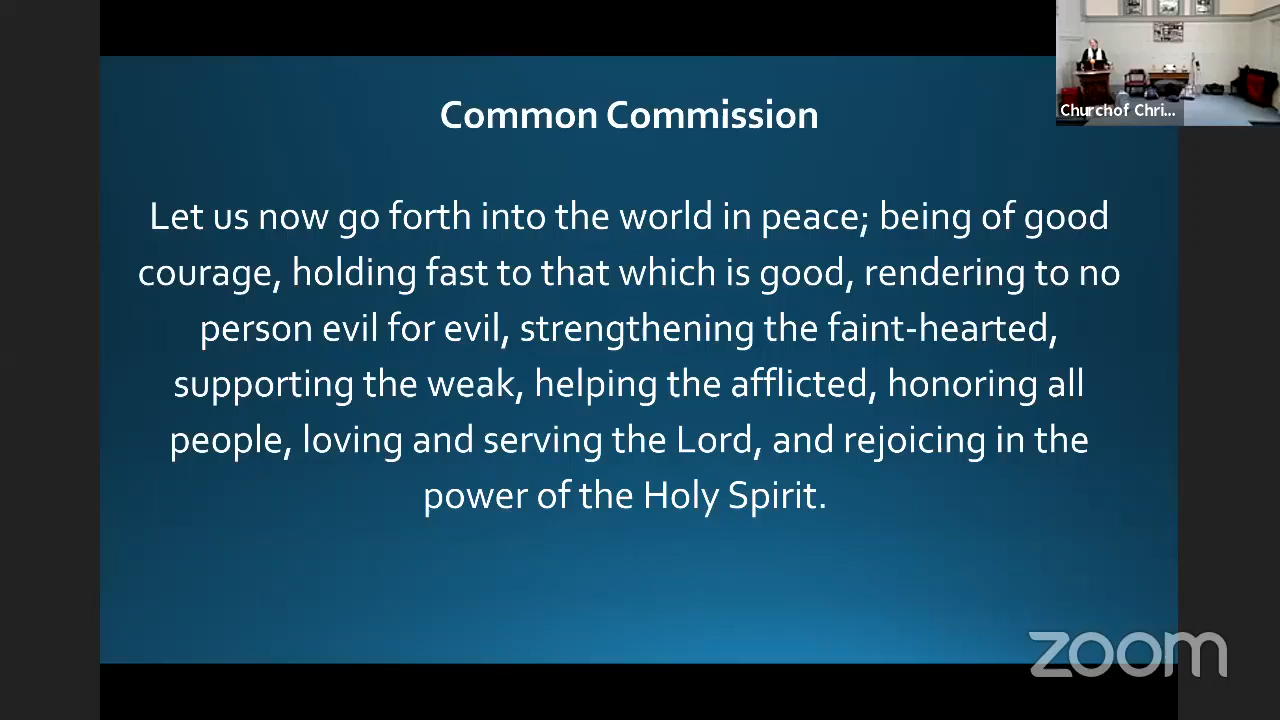 Common Commission
Churchof Chri...
Let us now go forth into the world in peace; being of good
courage, holding fast to that which is good, rendering to no
person evil for evil, strengthening the faint-hearted,
supporting the weak, helping the afflicted, honoring all
people, loving and serving the Lord, and rejoicing in the
power of the Holy Spirit.
zoom